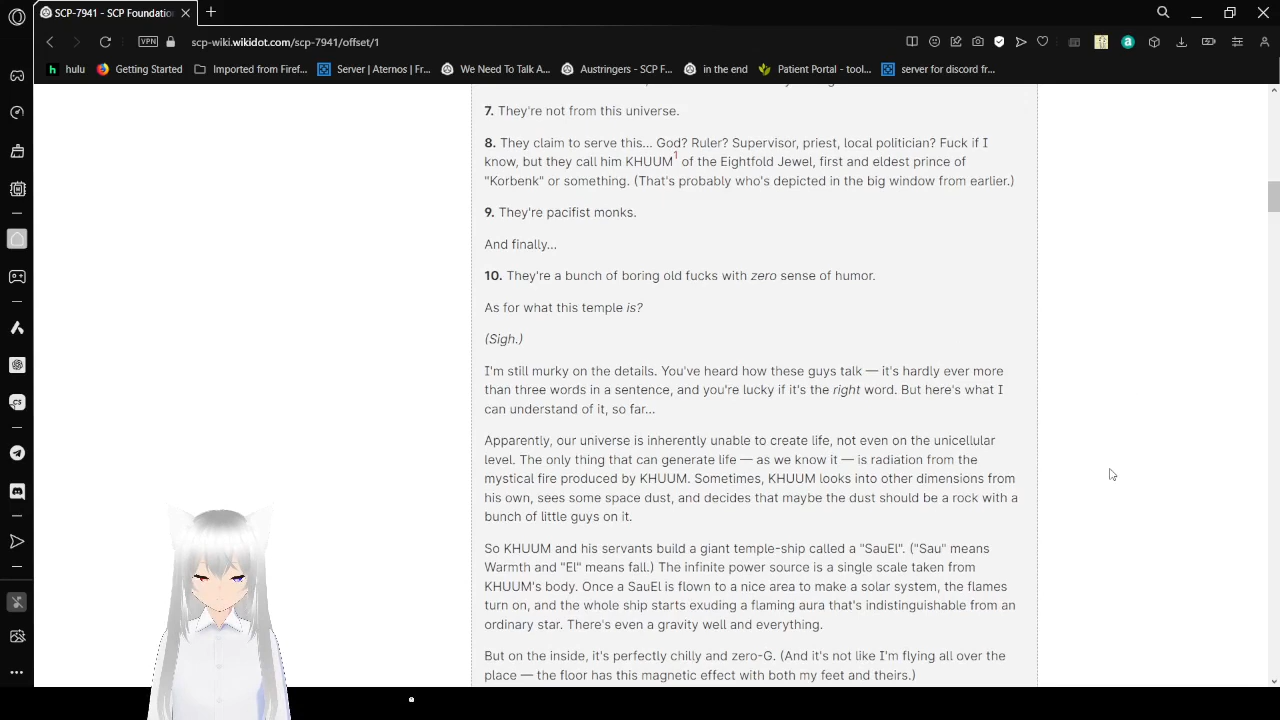 SCP-7941 - SCP Foundatio
scp-wiki.wikidot.com/scp-7941/offset/1
VPN
hulu
Getting Started
Imported from Firef...
Server | Aternos | Fr...
We Need To Talk A...
Austringers - SCP F...
in the end
Patient Portal - tool...
server for discord fr...
7. They're not from this universe.
8. They claim to serve this... God? Ruler? Supervisor, priest, local politician? Fuck if I
know, but they call him KHUUM1 of the Eightfold Jewel, first and eldest prince of
"Korbenk" or something. (That's probably who's depicted in the big window from earlier.)
9. They're pacifist monks.
And finally...
10. They're a bunch of boring old fucks with zero sense of humor.
As for what this temple is?
(Sigh.)
I'm still murky on the details. You've heard how these guys talk — it's hardly ever more
than three words in a sentence, and you're lucky if it's the right word. But here's what I
can understand of it, so far...
Apparently, our universe is inherently unable to create life, not even on the unicellular
level. The only thing that can generate life — as we know it — is radiation from the
mystical fire produced by KHUUM. Sometimes, KHUUM looks into other dimensions from
his own, sees some space dust, and decides that maybe the dust should be a rock with a
bunch of little guys on it.
So KHUUM and his servants build a giant temple-ship called a "SauEl". ("Sau" means
Warmth and "El" means fall.) The infinite power source is a single scale taken from
KHUUM's body. Once a SauEl is flown to a nice area to make a solar system, the flames
turn on, and the whole ship starts exuding a flaming aura that's indistinguishable from an
ordinary star. There's even a gravity well and everything.
But on the inside, it's perfectly chilly and zero-G. (And it's not like I'm flying all over the
place — the floor has this magnetic effect with both my feet and theirs.)